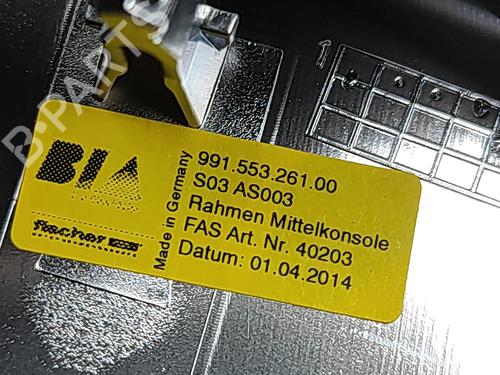 B-PARTS
BIA
Made in Germany
991.553.261.00
S03 AS003
Rahmen Mittelkonsole
FAS Art. Nr. 40203
Datum: 01.04.2014
1